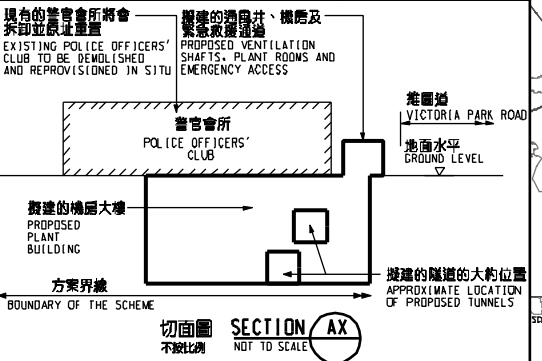 現有的警官會所將會
拆卸並原址重置
EXISTING POLICE OFFICERS'
CLUB TO BE DEMOLISHED
AND REPROVISIONED IN SITU
擬建的通風井、機房及
緊急救援通道
PROPOSED VENTILATION
SHAFTS, PLANT ROOMS AND
EMERGENCY ACCESS
維園道
VICTORIA PARK ROAD
警官會所
POLICE OFFICERS'
CLUB
地面水平
GROUND LEVEL
擬建的機房大樓
PROPOSED
PLANT
BUILDING
擬建的隧道的大約位置
APPROXIMATE LOCATION
OF PROPOSED TUNNELS
方案界線
BOUNDARY OF THE SCHEME
切面圖 SECTION AX
不按比例 NOT TO SCALE